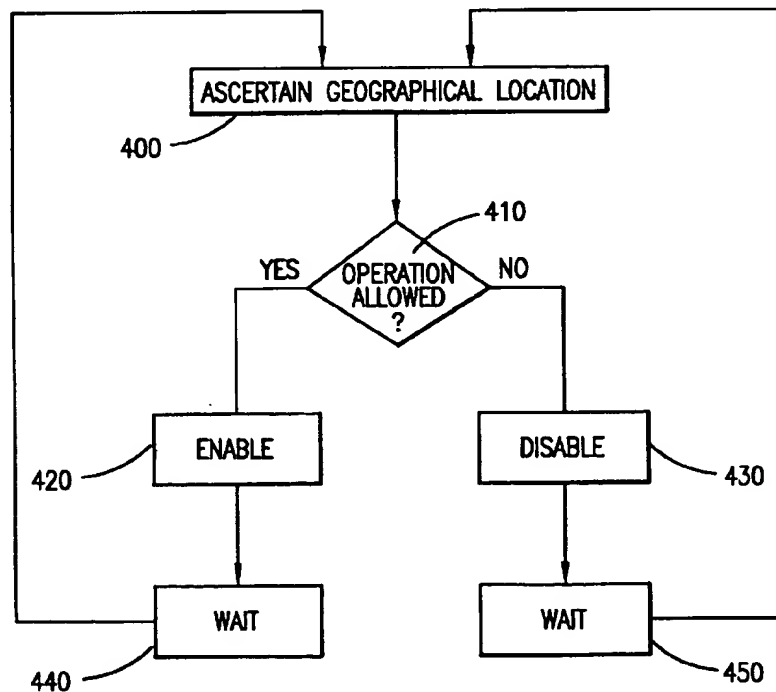 ASCERTAIN GEOGRAPHICAL LOCATION
400
410
YES
OPERATION
ALLOWED
?
NO
ENABLE
420
DISABLE
430
WAIT
440
WAIT
450